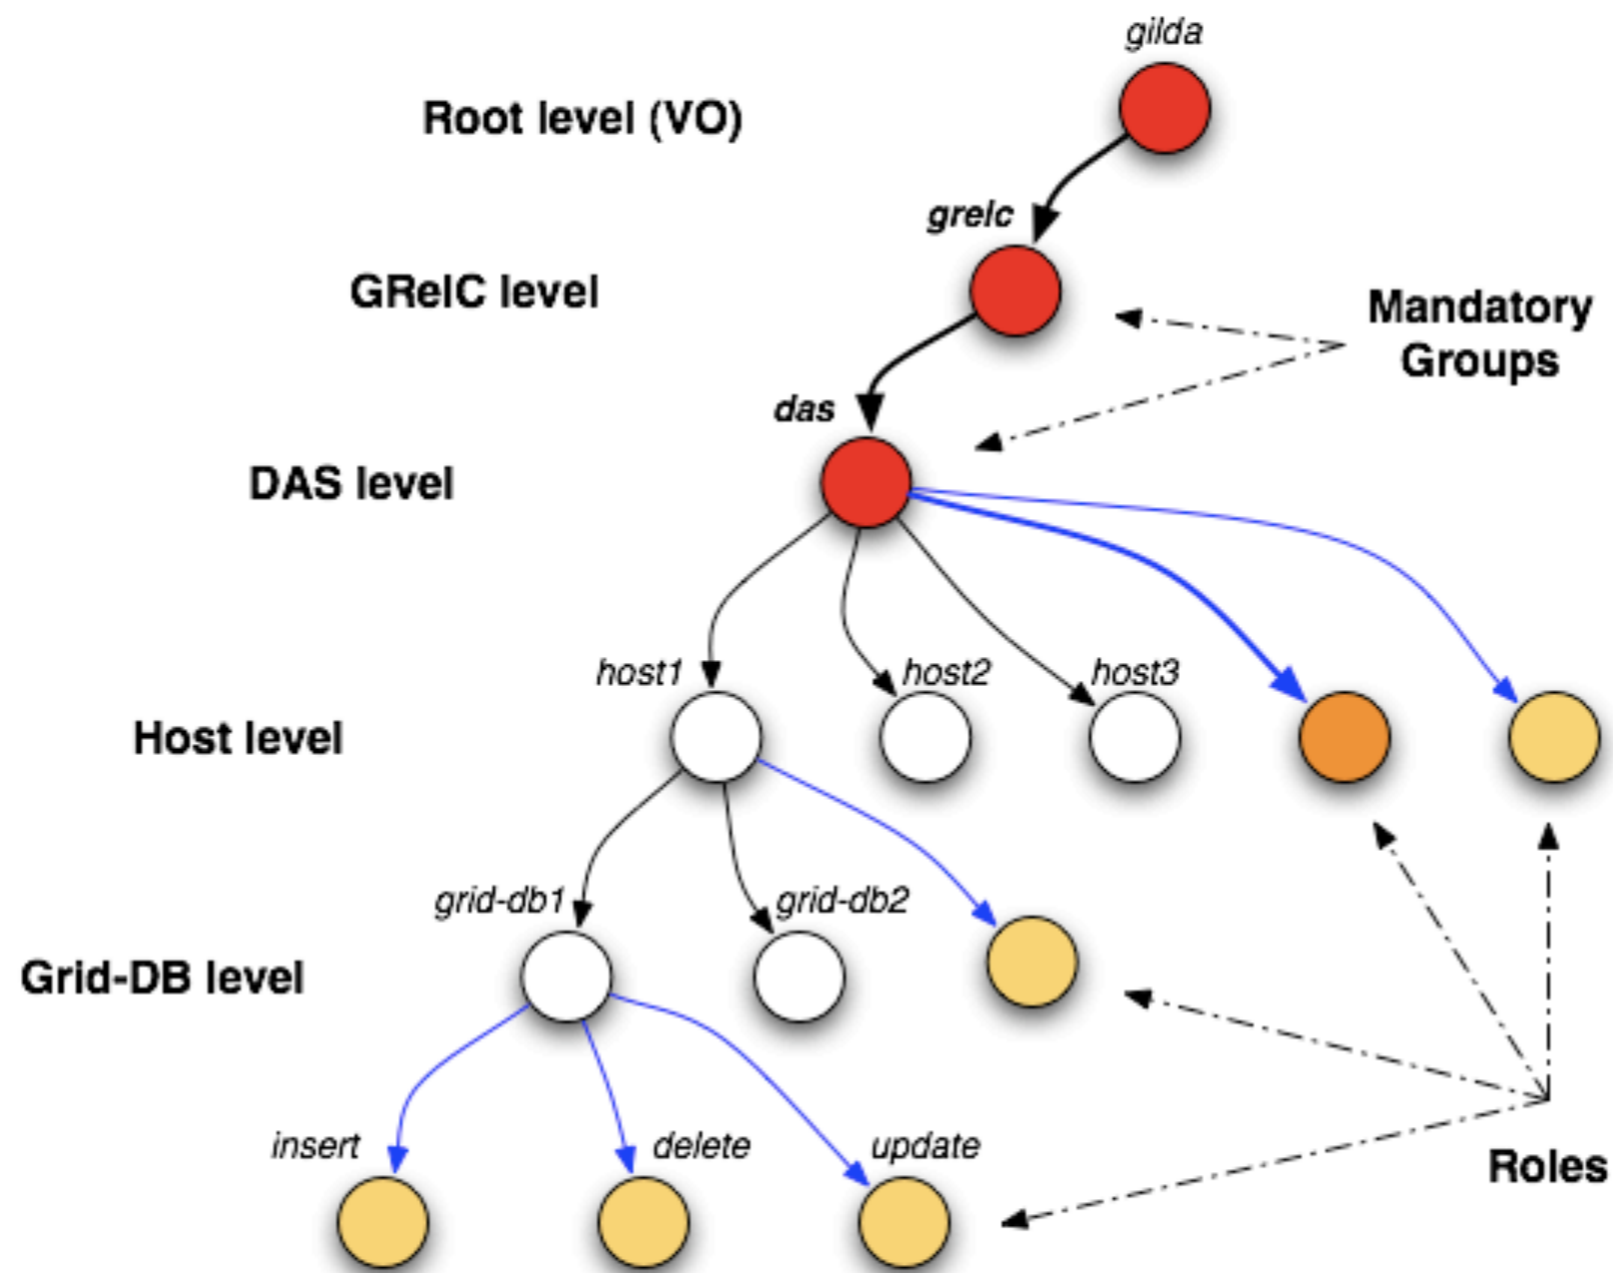 gilda
Root level (VO)
grelc
GRelC level
Mandatory
Groups
das
DAS level
host1
host2
host3
Host level
grid-db1
grid-db2
Grid-DB level
insert
delete
update
Roles